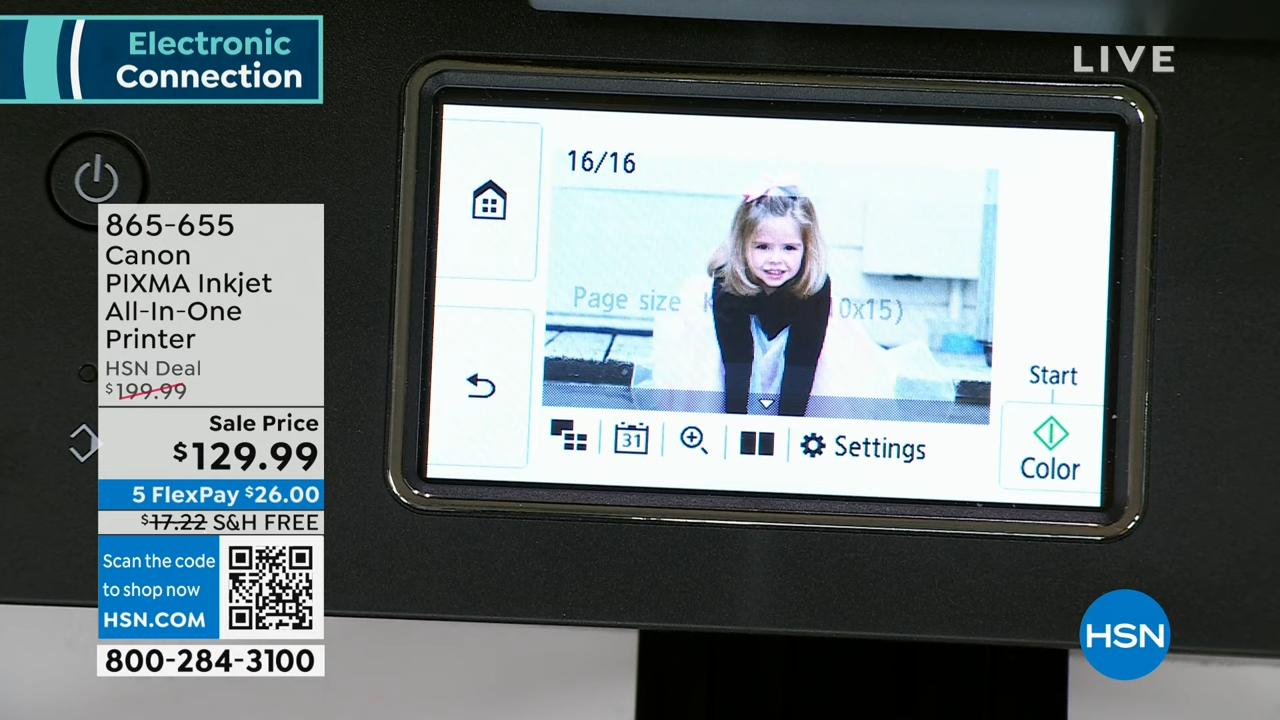 Electronic
Connection
LIVE
865-655
Canon
PIXMA Inkjet
All-In-One
Printer
HSN Deal
$199.99
Sale Price
$129.99
5 FlexPay $26.00
$17.22 S&H FREE
Scan the code
to shop now
HSN.COM
800-284-3100
16/16
Page size
10x15)
31
Settings
Start
Color
HSN